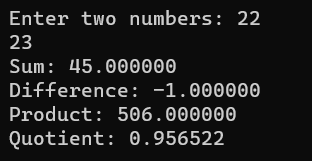 Enter two numbers: 22
23
Sum: 45.000000
Difference: -1.000000
Product: 506.000000
Quotient: 0.956522